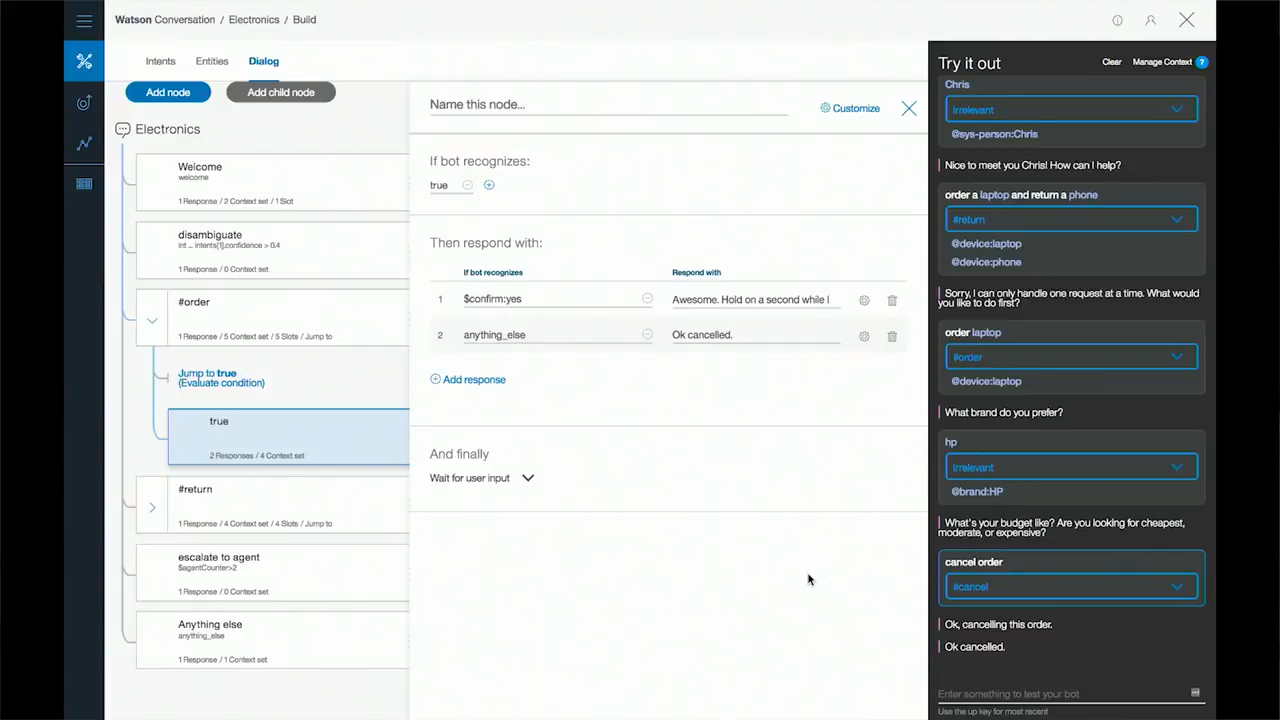 Watson Conversation / Electronics / Build
Intents Entities Dialog
Add node Add child node
Electronics
Welcome
welcome
1 Response / 2 Context set / 1 Slot
disambiguate
int ... intents[1].confidence > 0.4
1 Response / 0 Context set
#order
1 Response / 5 Context set / 5 Slots / Jump to
Jump to true
(Evaluate condition)
true
2 Responses / 4 Context set
#return
1 Response / 4 Context set / 4 Slots / Jump to
escalate to agent
$agentCounter>2
1 Response / 0 Context set
Anything else
anything_else
1 Response / 1 Context set
Name this node...
Customize
If bot recognizes:
true
Then respond with:
If bot recognizes Respond with
1 $confirm:yes Awesome. Hold on a second while I
2 anything_else Ok cancelled.
Add response
And finally
Wait for user input
Try it out Clear Manage Context ?
Chris
Irrelevant
@sys-person:Chris
Nice to meet you Chris! How can I help?
order a laptop and return a phone
#return
@device:laptop
@device:phone
Sorry, I can only handle one request at a time. What would
you like to do first?
order laptop
#order
@device:laptop
What brand do you prefer?
hp
Irrelevant
@brand:HP
What's your budget like? Are you looking for cheapest,
moderate, or expensive?
cancel order
#cancel
Ok, cancelling this order.
Ok cancelled.
Enter something to test your bot
Use the up key for most recent